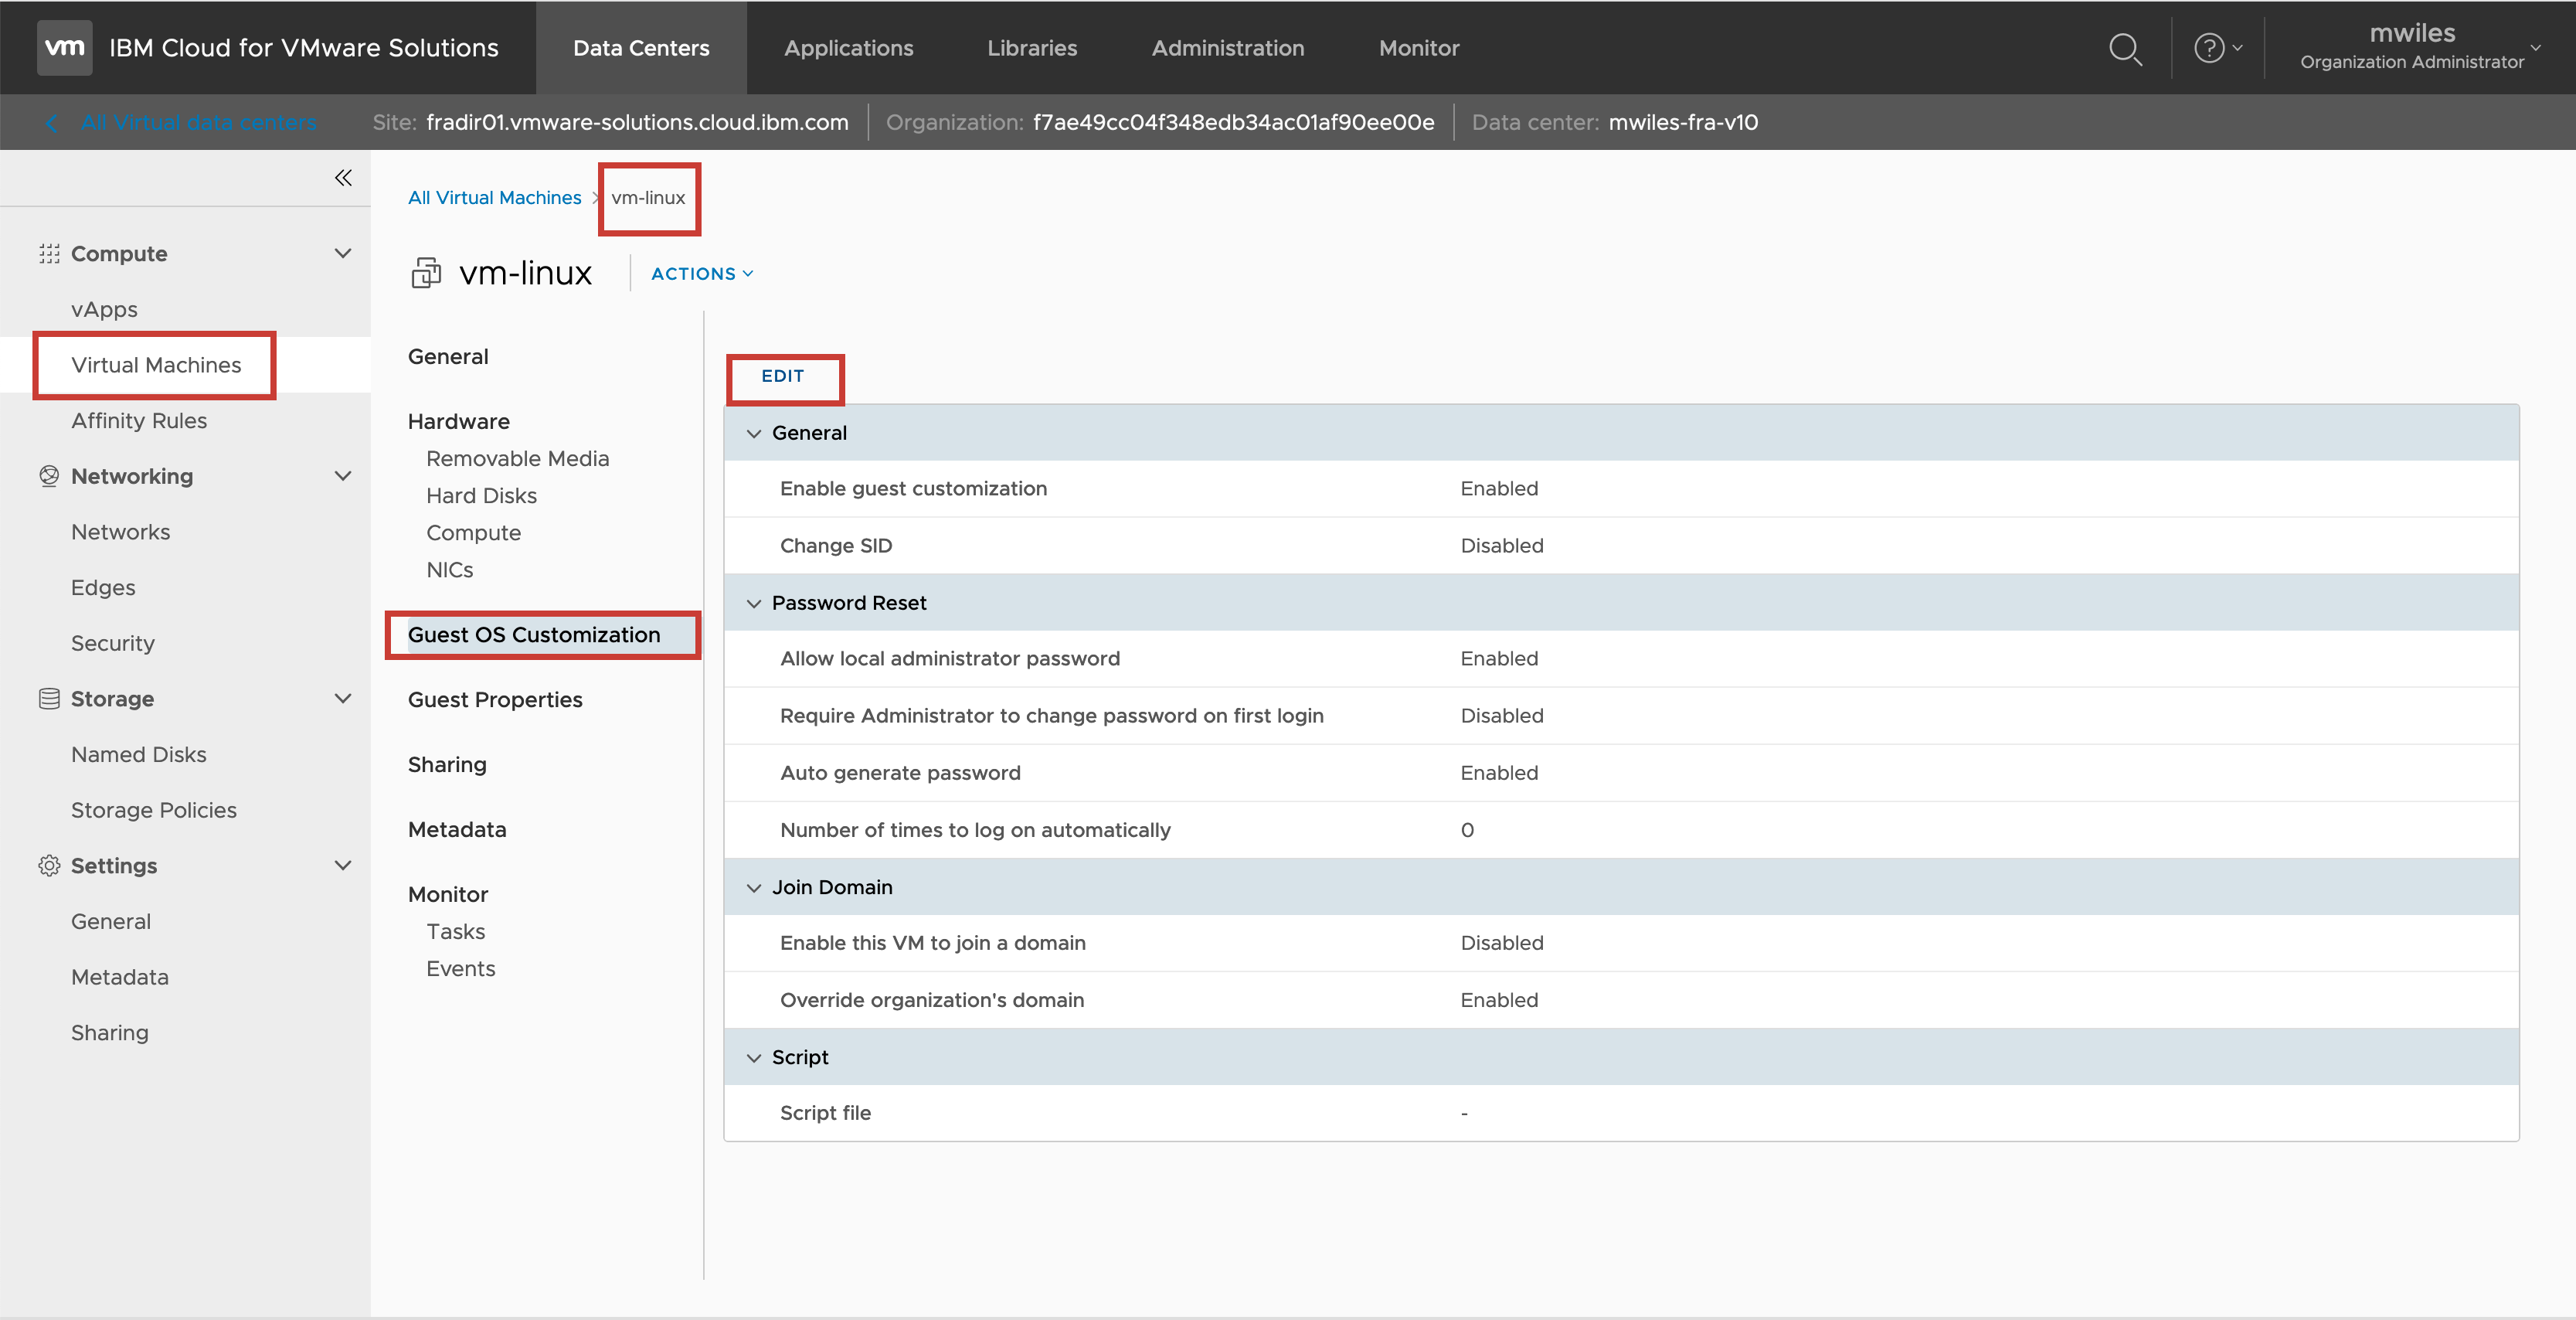 vm IBM Cloud for VMware Solutions Data Centers Applications Libraries Administration Monitor ? mwiles
Organization Administrator
All Virtual data centers Site: fradir01.vmware-solutions.cloud.ibm.com Organization: f7ae49cc04f348edb34ac01af90ee00e Data center: mwiles-fra-v10
Compute
vApps
Virtual Machines
Affinity Rules
Networking
Networks
Edges
Security
Storage
Named Disks
Storage Policies
Settings
General
Metadata
Sharing
All Virtual Machines > vm-linux
vm-linux ACTIONS
General
Hardware
Removable Media
Hard Disks
Compute
NICs
Guest OS Customization
Guest Properties
Sharing
Metadata
Monitor
Tasks
Events
EDIT
General
Enable guest customization Enabled
Change SID Disabled
Password Reset
Allow local administrator password Enabled
Require Administrator to change password on first login Disabled
Auto generate password Enabled
Number of times to log on automatically 0
Join Domain
Enable this VM to join a domain Disabled
Override organization's domain Enabled
Script
Script file -